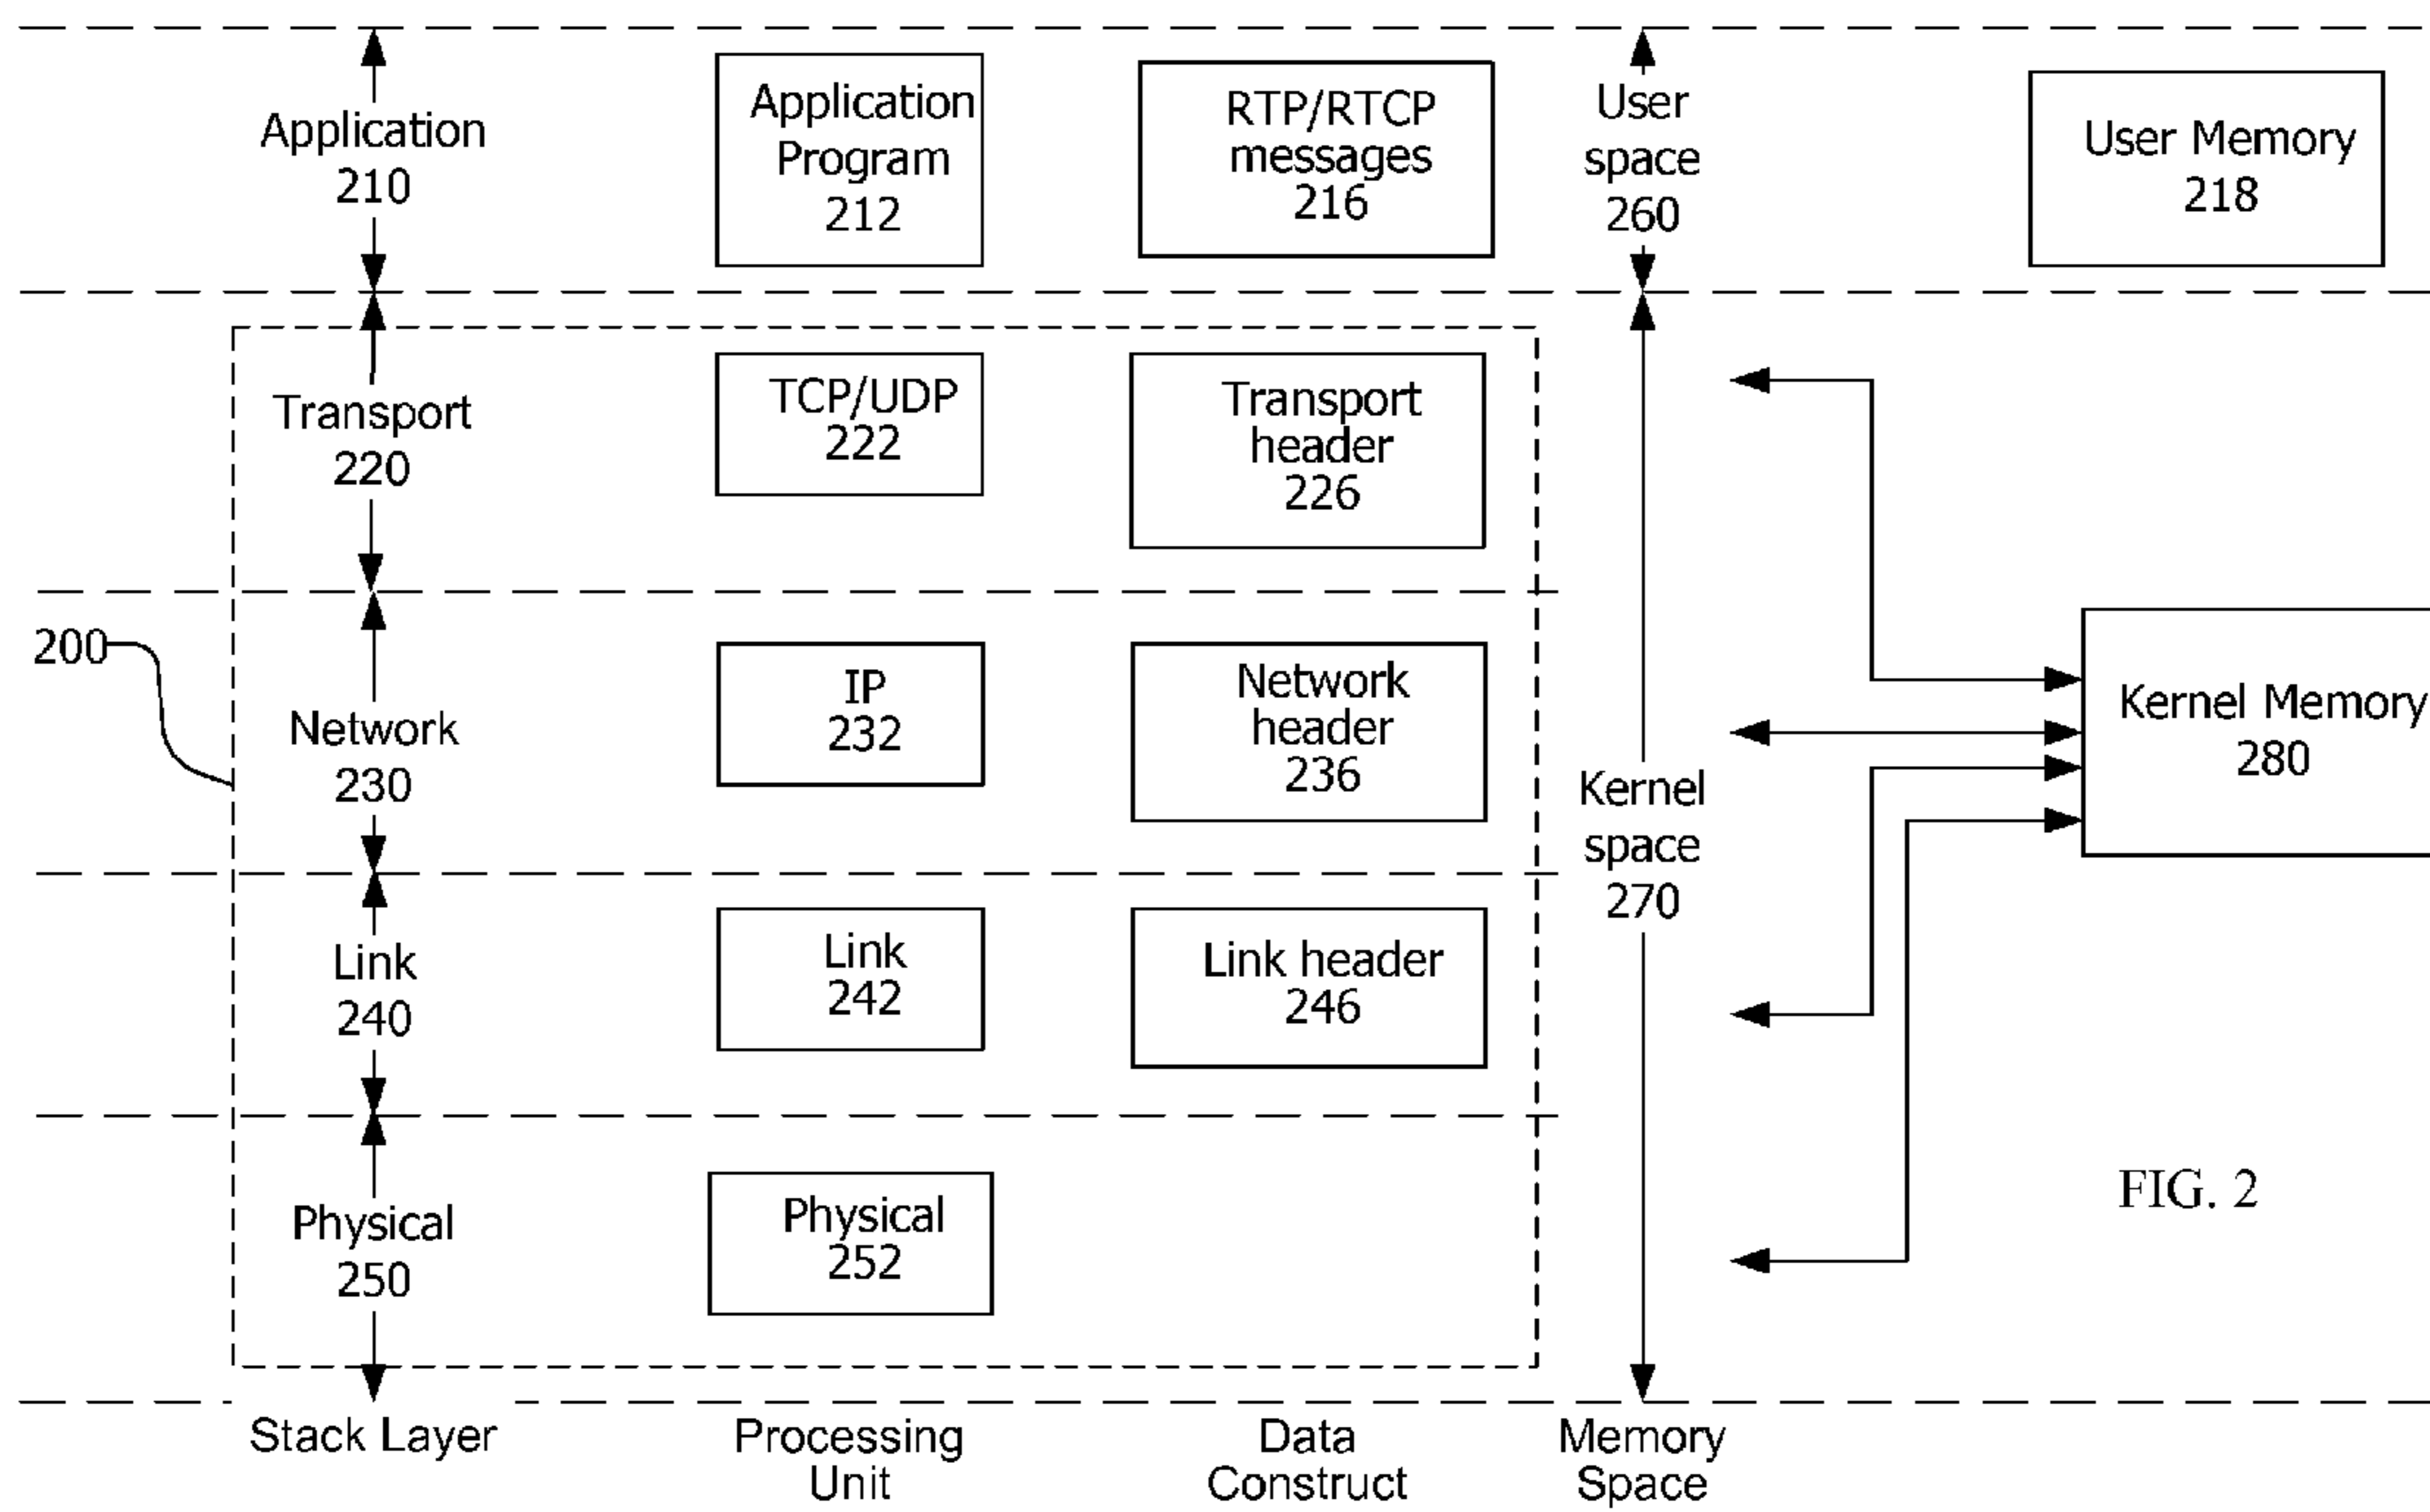 Application
210
Application
Program
212
RTP/RTCP
messages
216
User
space
260
User Memory
218
Transport
220
TCP/UDP
222
Transport
header
226
200
Network
230
IP
232
Network
header
236
Kernel
space
270
Kernel Memory
280
Link
240
Link
242
Link header
246
Physical
250
Physical
252
FIG. 2
Stack Layer
Processing
Unit
Data
Construct
Memory
Space